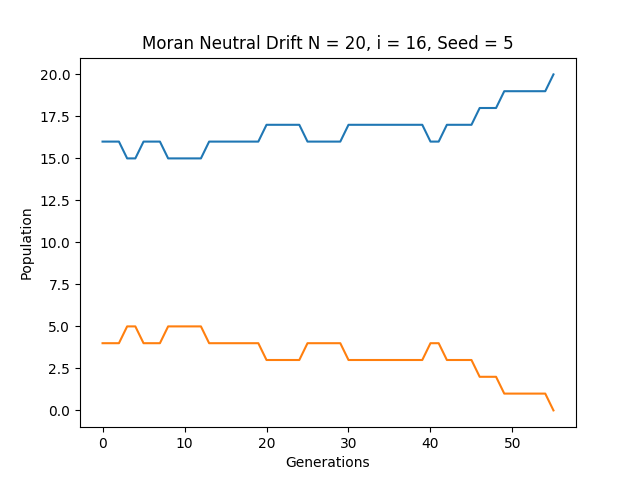 Moran Neutral Drift N = 20, i = 16, Seed = 5
20.0
17.5
15.0
12.5
10.0
7.5
5.0
2.5
0.0
Population
0 10 20 30 40 50
Generations